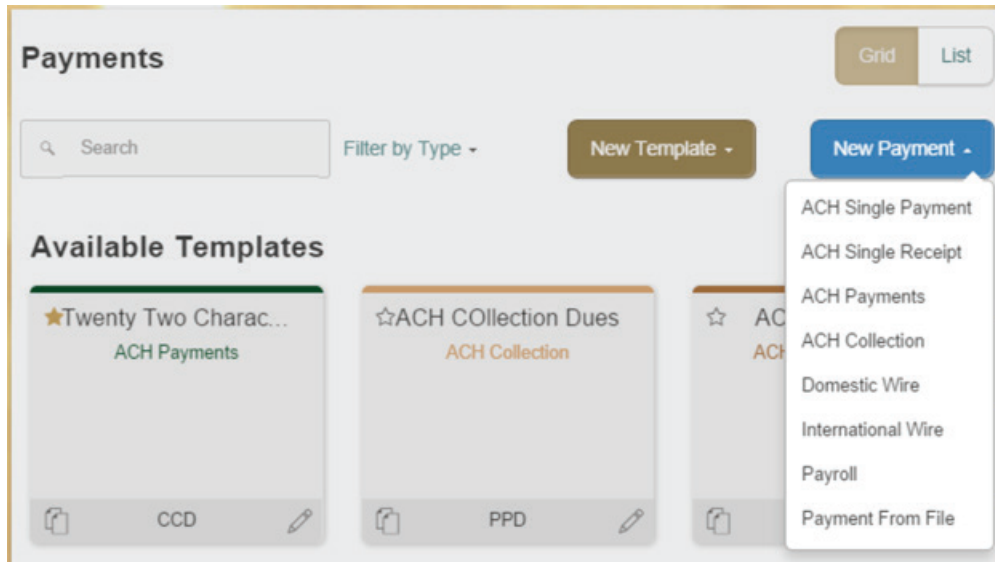 Payments
Grid
List
Search
Filter by Type
New Template
New Payment
ACH Single Payment
ACH Single Receipt
ACH Payments
ACH Collection
Domestic Wire
International Wire
Payroll
Payment From File
Available Templates
Twenty Two Charac...
ACH Payments
CCD
ACH COllection Dues
ACH Collection
PPD
AC
ACH